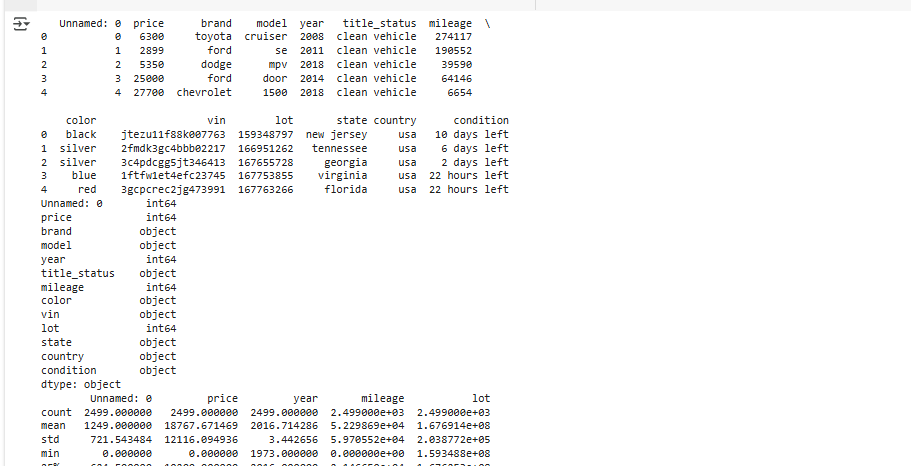 Unnamed: 0  price      brand    model  year   title_status  mileage  \
0           0   6300     toyota  cruiser  2008  clean vehicle   274117
1           1   2899       ford       se  2011  clean vehicle   190552
2           2   5350      dodge      mpv  2018  clean vehicle    39590
3           3  25000       ford     door  2014  clean vehicle    64146
4           4  27700  chevrolet     1500  2018  clean vehicle     6654
color                vin        lot       state country      condition
0   black  jtezu11f88k007763  159348797  new jersey     usa  10 days left
1  silver  2fmdk3gc4bbb02217  166951262   tennessee     usa   6 days left
2  silver  3c4pdcgg5jt346413  167655728     georgia     usa   2 days left
3    blue  1ftfw1et4efc23745  167753855    virginia     usa  22 hours left
4     red  3gcpcrec2jg473991  167763266     florida     usa  22 hours left
Unnamed: 0       int64
price            int64
brand           object
model           object
year             int64
title_status    object
mileage          int64
color           object
vin             object
lot              int64
state           object
country         object
condition       object
dtype: object
Unnamed: 0         price         year       mileage           lot
count  2499.000000   2499.000000  2499.000000  2.499000e+03  2.499000e+03
mean   1249.000000  18767.671469  2016.714286  5.229869e+04  1.676914e+08
std     721.543484  12116.094936     3.442656  5.970552e+04  2.038772e+05
min       0.000000      0.000000  1973.000000  0.000000e+00  1.593488e+08